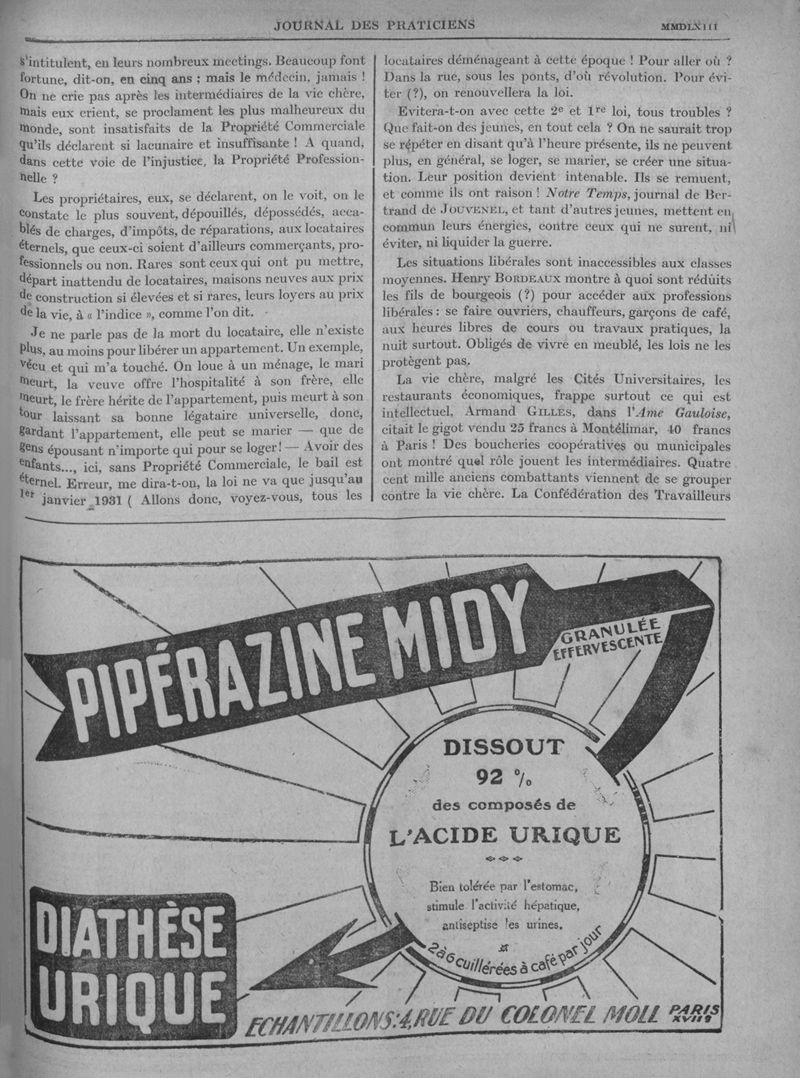 JOURNAL DES PRATICIENS
MMDLXIII
s'intitulent, en leurs nombreux meetings. Beaucoup font
fortune, dit-on, en cinq ans ; mais le médecin, jamais !
On ne crie pas après les intermédiaires de la vie chère,
mais eux crient, se proclament les plus malheureux du
monde, sont insatisfaits de la Propriété Commerciale
qu'ils déclarent si lacunaire et insuffisante ! A quand,
dans cette voie de l'injustice, la Propriété Profession-
nelle ?
Les propriétaires, eux, se déclarent, on le voit, on le
constate le plus souvent, dépouillés, dépossédés, acca-
blés de charges, d'impôts, de réparations, aux locataires
éternels, que ceux-ci soient d'ailleurs commerçants, pro-
fessionnels ou non. Rares sont ceux qui ont pu mettre,
départ inattendu de locataires, maisons neuves aux prix
de construction si élevées et si rares, leurs loyers au prix
de la vie, à « l'indice », comme l'on dit.
Je ne parle pas de la mort du locataire, elle n'existe
plus, au moins pour libérer un appartement. Un exemple,
vécu et qui m'a touché. On loue à un ménage, le mari
meurt, la veuve offre l'hospitalité à son frère, elle
meurt, le frère hérite de l'appartement, puis meurt à son
tour laissant sa bonne légataire universelle, donc,
gardant l'appartement, elle peut se marier — que de
gens épousant n'importe qui pour se loger! — Avoir des
enfants..., ici, sans Propriété Commerciale, le bail est
éternel. Erreur, me dira-t-on, la loi ne va que jusqu'au
1er janvier 1931 ( Allons donc, voyez-vous, tous les
locataires déménageant à cette époque ! Pour aller où ?
Dans la rue, sous les ponts, d'où révolution. Pour évi-
ter (?), on renouvellera la loi.
Evitera-t-on avec cette 2e et 1re loi, tous troubles ?
Que fait-on des jeunes, en tout cela ? On ne saurait trop
se répéter en disant qu'à l'heure présente, ils ne peuvent
plus, en général, se loger, se marier, se créer une situa-
tion. Leur position devient intenable. Ils se remuent,
et comme ils ont raison ! Notre Temps, journal de Ber-
trand de JOUVENEL, et tant d'autres jeunes, mettent en
commun leurs énergies, contre ceux qui ne surent, ni
éviter, ni liquider la guerre.
Les situations libérales sont inaccessibles aux classes
moyennes. Henry BORDEAUX montre à quoi sont réduits
les fils de bourgeois (?) pour accéder aux professions
libérales : se faire ouvriers, chauffeurs, garçons de café,
aux heures libres de cours ou travaux pratiques, la
nuit surtout. Obligés de vivre en meublé, les lois ne les
protègent pas.
La vie chère, malgré les Cités Universitaires, les
restaurants économiques, frappe surtout ce qui est
intellectuel. Armand GILLES, dans l'Ame Gauloise,
citait le gigot vendu 25 francs à Montélimar, 40 francs
à Paris ! Des boucheries coopératives ou municipales
ont montré quel rôle jouent les intermédiaires. Quatre
cent mille anciens combattants viennent de se grouper
contre la vie chère. La Confédération des Travailleurs
PIPÉRAZINE MIDY
GRANULÉE
EFFERVESCENTE
DISSOUT
92 %
des composés de
L'ACIDE URIQUE
Bien tolérée par l'estomac,
stimule l'activité hépatique,
antiseptise les urines.
2 à 6 cuillérées à café par jour
DIATHÈSE
URIQUE
ECHANTILLONS: 4, RUE DU COLONEL MOLL PARIS
XVIIe